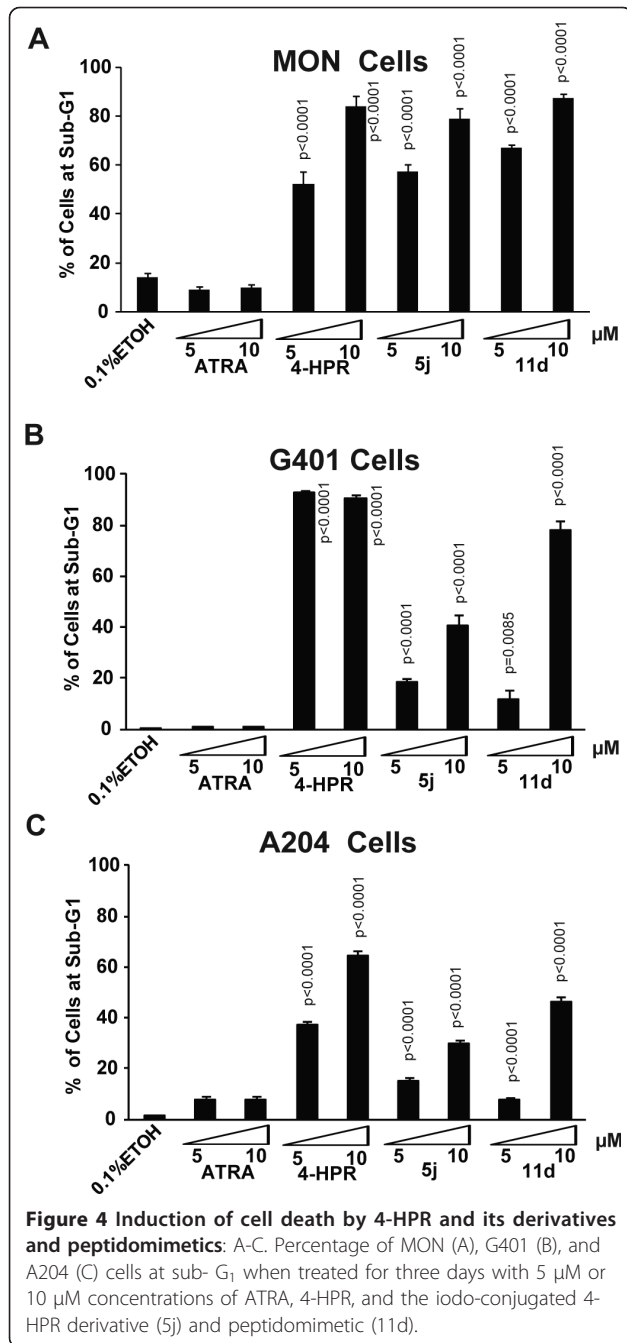 A
MON Cells
% of Cells at Sub-G1
100
80
60
40
20
0
p<0.0001
p<0.0001
p<0.0001
p<0.0001
p<0.0001
p<0.0001
0.1%ETOH
5 10 5 10 5 10 5 10 µM
ATRA 4-HPR 5j 11d
B
G401 Cells
% of Cells at Sub-G1
100
80
60
40
20
0
p<0.0001
p<0.0001
p<0.0001
p<0.0001
p=0.0085
p<0.0001
0.1%ETOH
5 10 5 10 5 10 5 10 µM
ATRA 4-HPR 5j 11d
C
A204 Cells
% of Cells at Sub-G1
100
80
60
40
20
0
p<0.0001
p<0.0001
p<0.0001
p<0.0001
p<0.0001
p<0.0001
0.1%ETOH
5 10 5 10 5 10 5 10 µM
ATRA 4-HPR 5j 11d
Figure 4 Induction of cell death by 4-HPR and its derivatives
and peptidomimetics: A-C. Percentage of MON (A), G401 (B), and
A204 (C) cells at sub- G₁ when treated for three days with 5 µM or
10 µM concentrations of ATRA, 4-HPR, and the iodo-conjugated 4-
HPR derivative (5j) and peptidomimetic (11d).